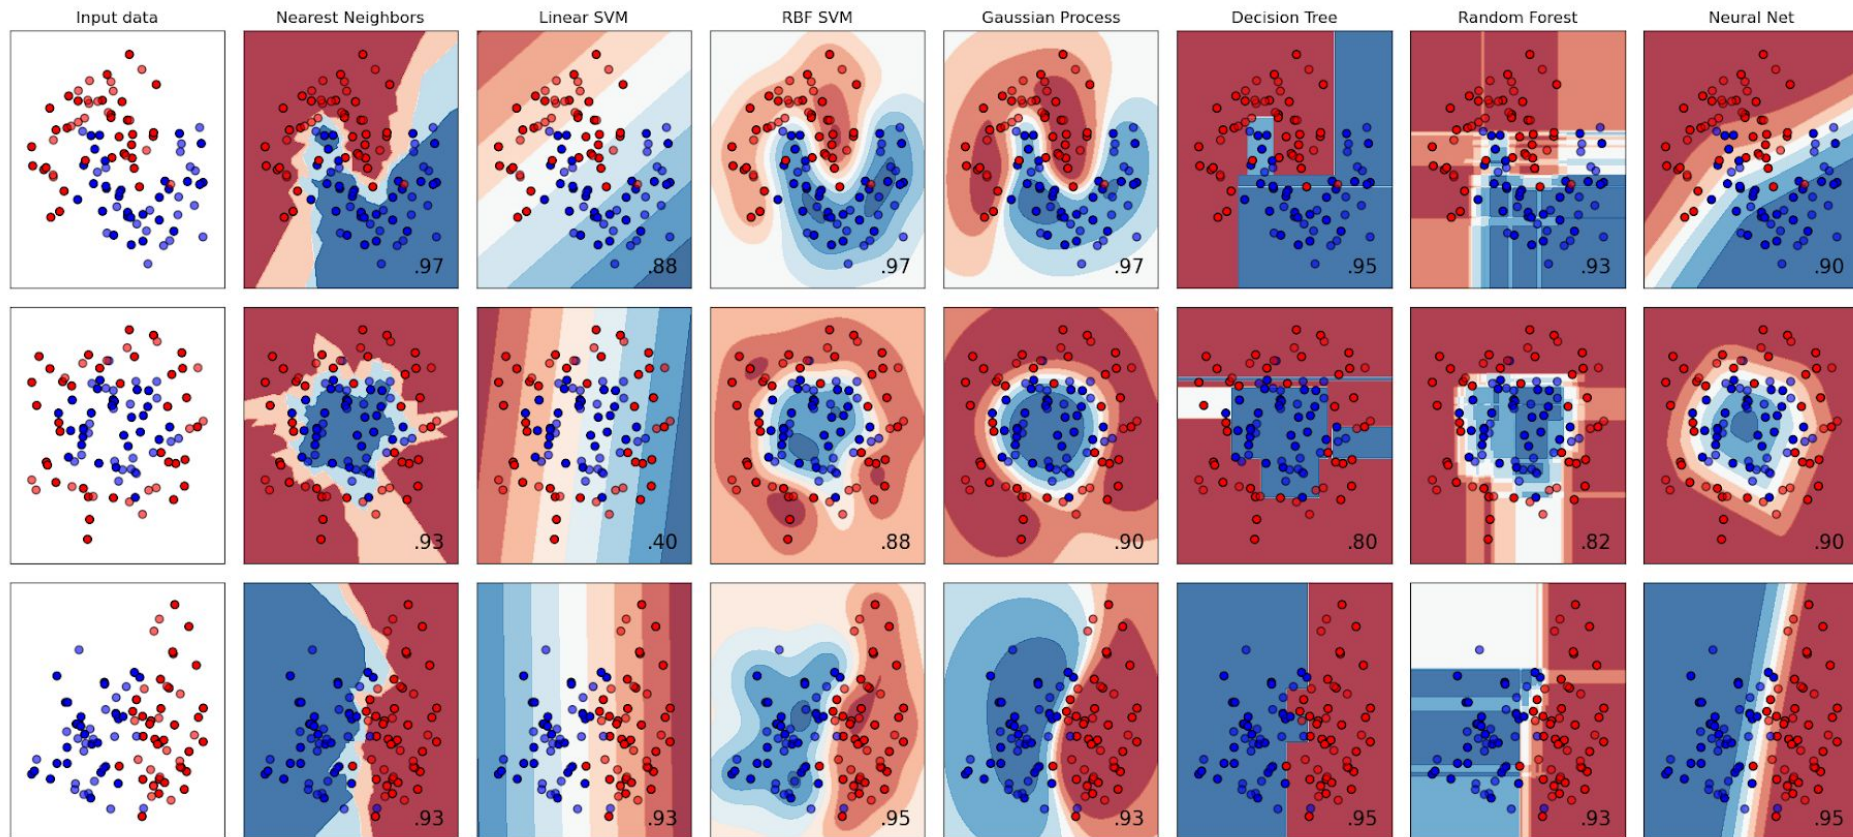 Input data
Nearest Neighbors
Linear SVM
RBF SVM
Gaussian Process
Decision Tree
Random Forest
Neural Net
.97
.88
.97
.97
.95
.93
.90
.93
.40
.88
.90
.80
.82
.90
.93
.93
.95
.93
.95
.93
.95